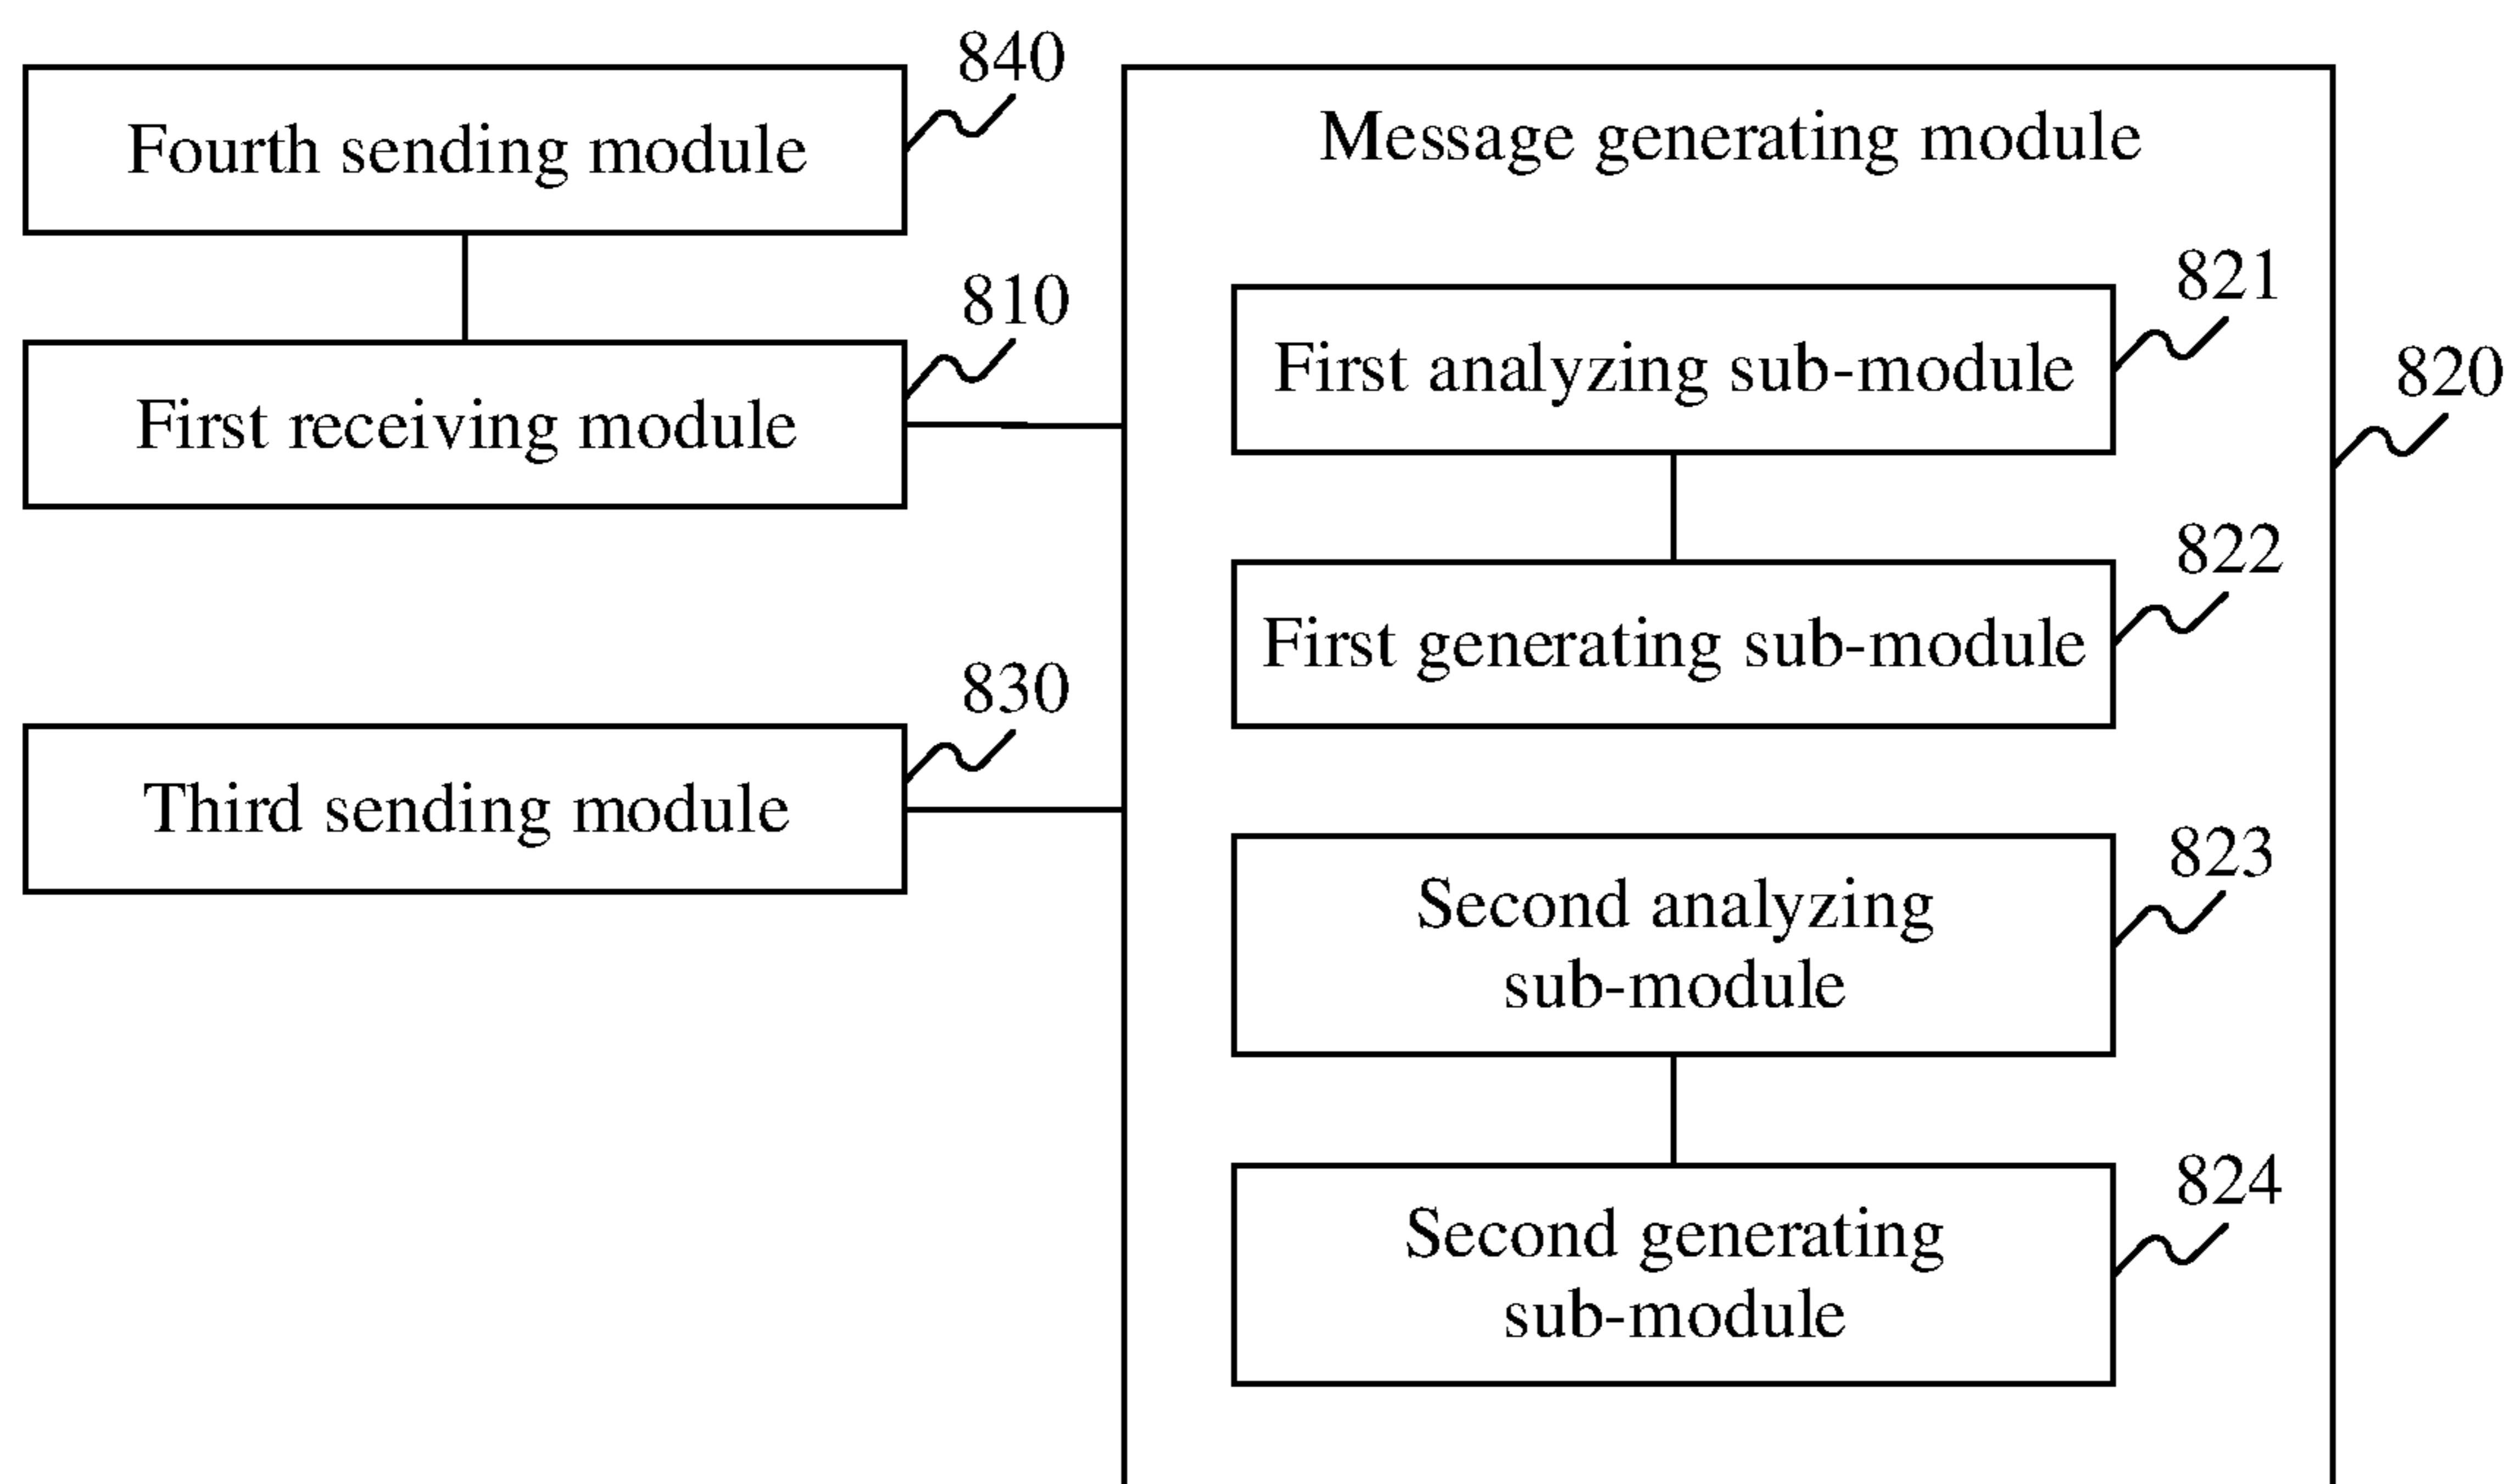 840
Fourth sending module
810
First receiving module
830
Third sending module
Message generating module
821
First analyzing sub-module
820
822
First generating sub-module
823
Second analyzing
sub-module
824
Second generating
sub-module